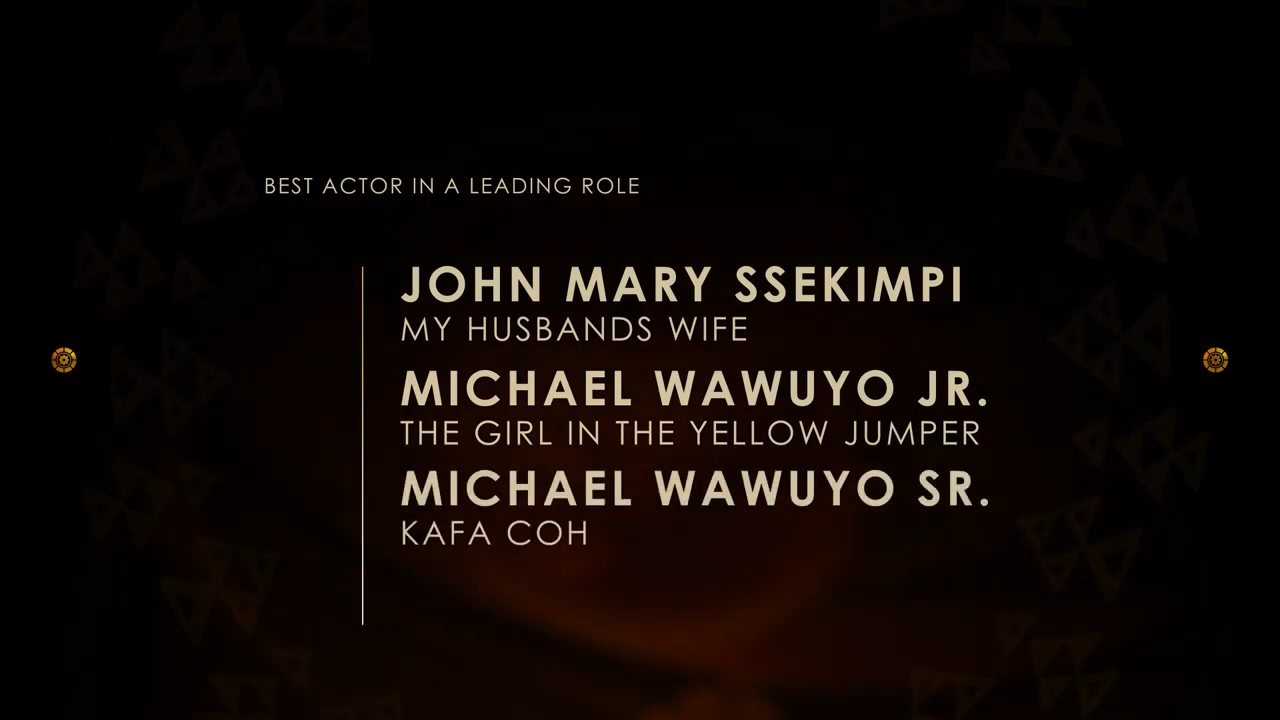 BEST ACTOR IN A LEADING ROLE
JOHN MARY SSEKIMPI
MY HUSBANDS WIFE
MICHAEL WAWUYO JR.
THE GIRL IN THE YELLOW JUMPER
MICHAEL WAWUYO SR.
KAFA COH